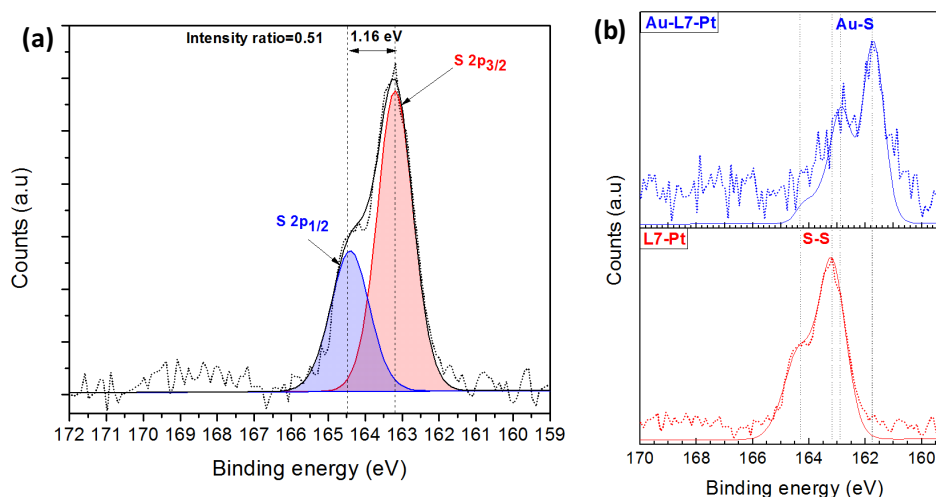 (a)
Intensity ratio=0.51
1.16 eV
S 2p3/2
S 2p1/2
Counts (a.u)
172 171 170 169 168 167 166 165 164 163 162 161 160 159
Binding energy (eV)
(b)
Au-L7-Pt
Au-S
L7-Pt
S-S
Counts (a.u)
170 168 166 164 162 160
Binding energy (eV)